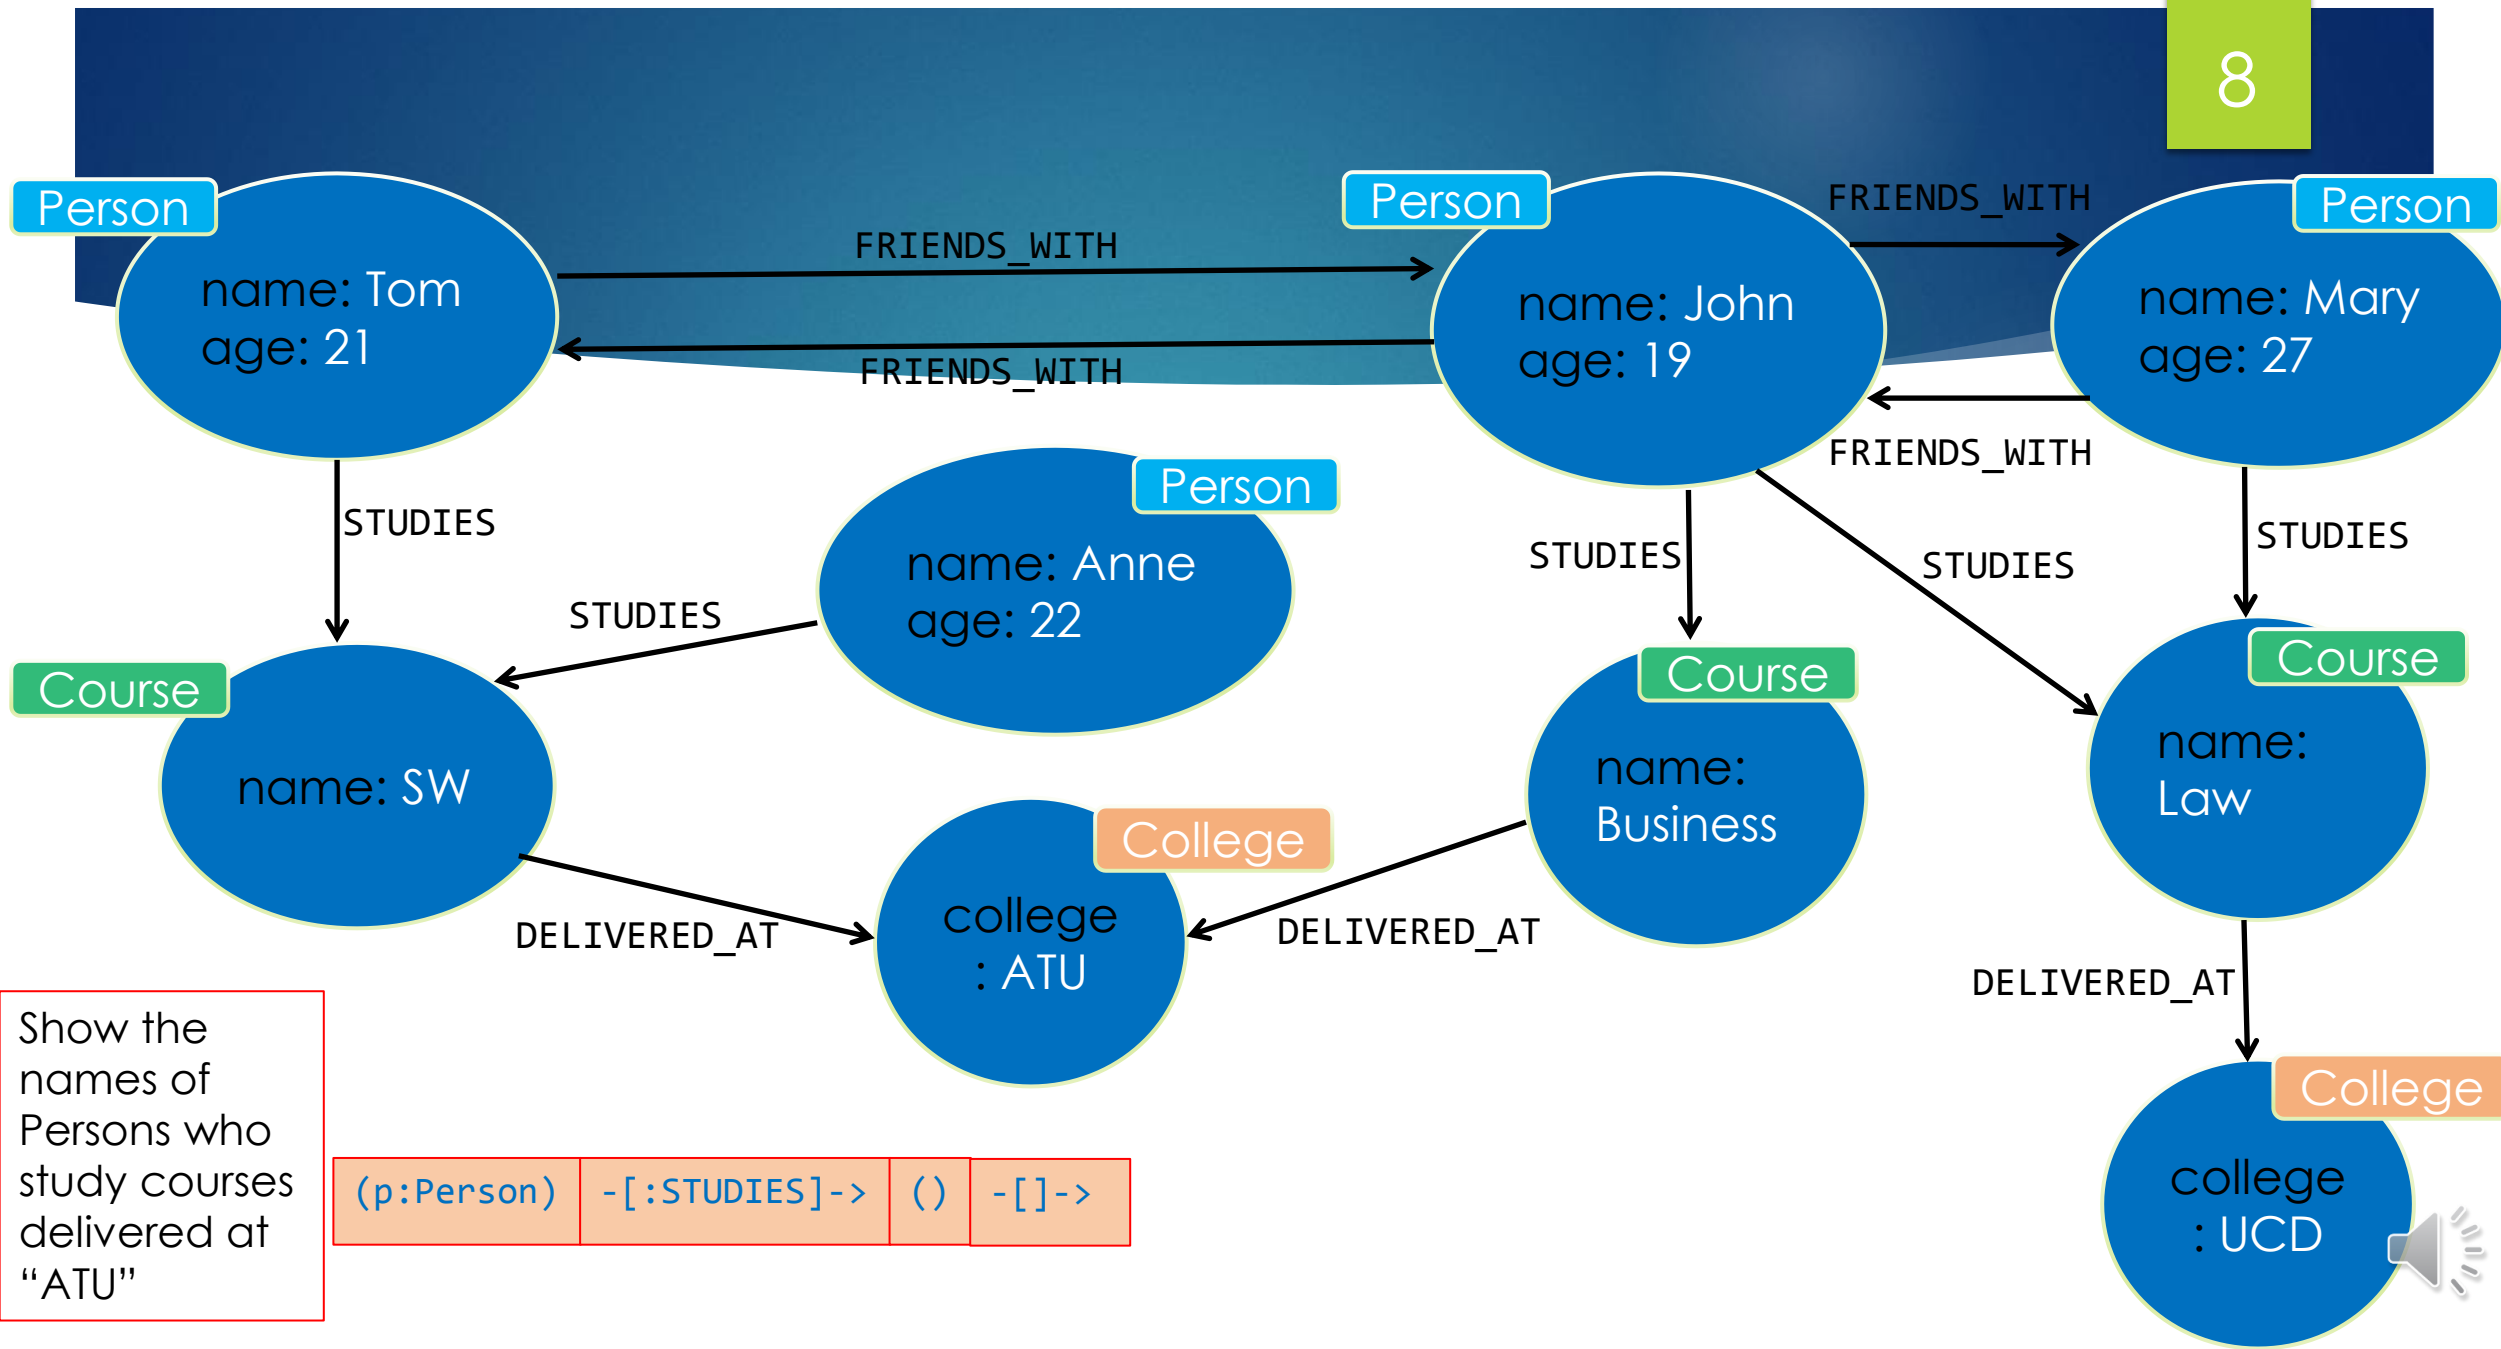 8
Person
name: Tom
age: 21
FRIENDS_WITH
FRIENDS_WITH
Person
name: John
age: 19
FRIENDS_WITH
FRIENDS_WITH
Person
name: Mary
age: 27
STUDIES
STUDIES
Person
name: Anne
age: 22
STUDIES
STUDIES
STUDIES
Course
name: SW
Course
name:
Business
Course
name:
Law
DELIVERED_AT
College
college
: ATU
DELIVERED_AT
DELIVERED_AT
College
college
: UCD
Show the
names of
Persons who
study courses
delivered at
“ATU”
(p:Person) -[:STUDIES]-> () -[]->